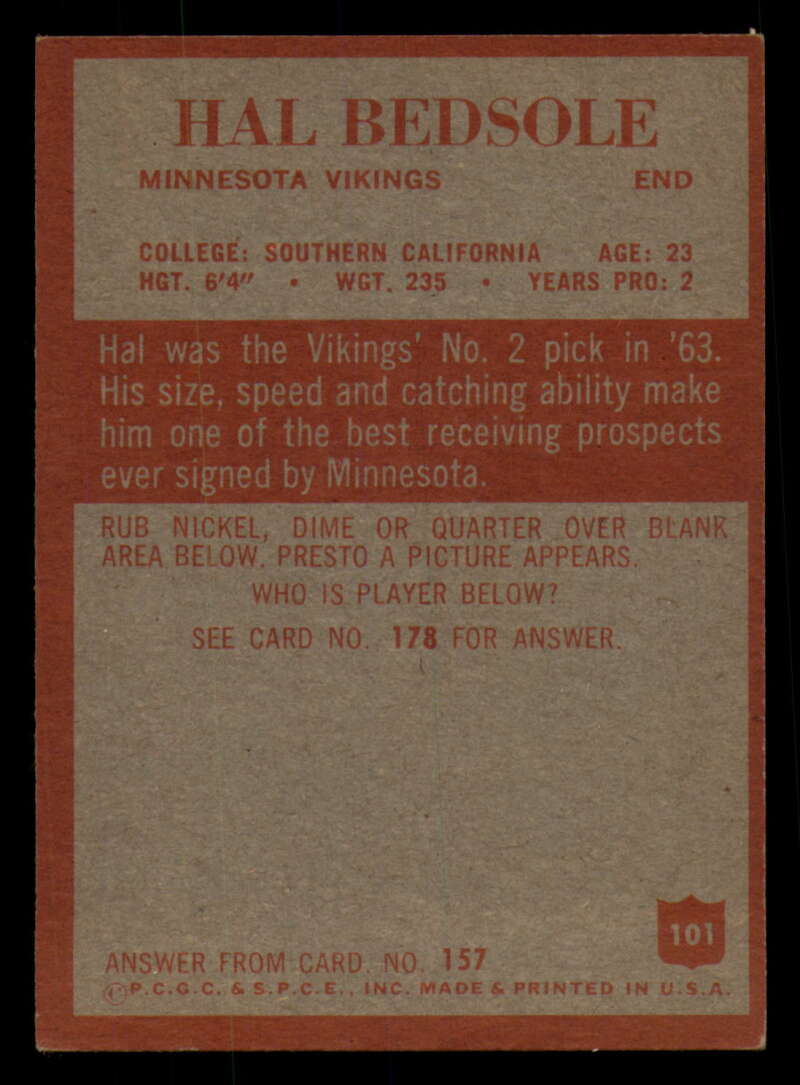 HAL BEDSOLE
MINNESOTA VIKINGS END
COLLEGE: SOUTHERN CALIFORNIA AGE: 23
HGT. 6'4" • WGT. 235 • YEARS PRO: 2
Hal was the Vikings' No. 2 pick in '63.
His size, speed and catching ability make
him one of the best receiving prospects
ever signed by Minnesota.
RUB NICKEL, DIME OR QUARTER OVER BLANK
AREA BELOW. PRESTO A PICTURE APPEARS.
WHO IS PLAYER BELOW?
SEE CARD NO. 178 FOR ANSWER.
101
ANSWER FROM CARD. NO. 157
© P.C.G.C. & S.P.C.E., INC. MADE & PRINTED IN U.S.A.